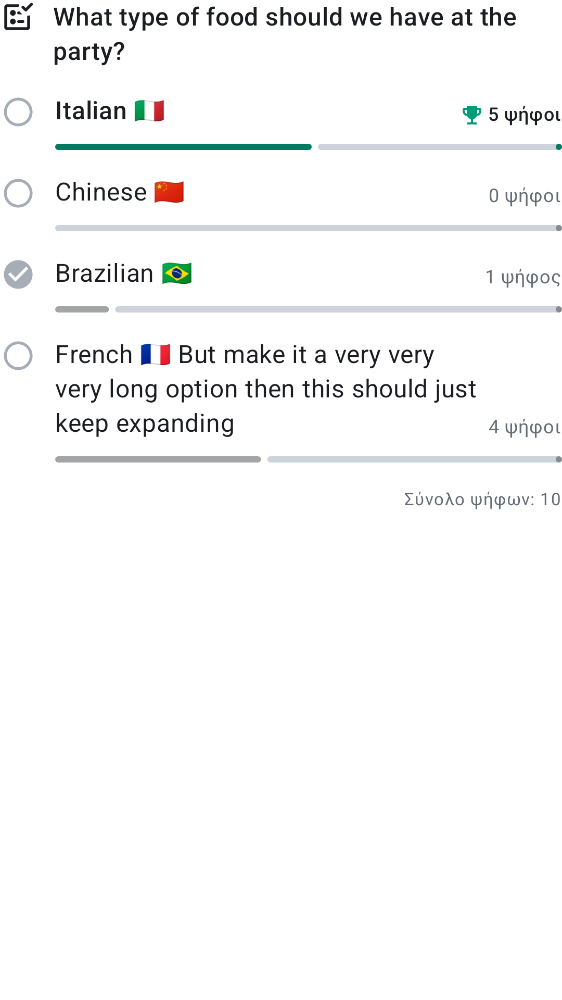 What type of food should we have at the
party?
Italian 🇮🇹
5 ψήφοι
Chinese 🇨🇳
0 ψήφοι
Brazilian 🇧🇷
1 ψήφος
French 🇫🇷 But make it a very very
very long option then this should just
keep expanding
4 ψήφοι
Σύνολο ψήφων: 10